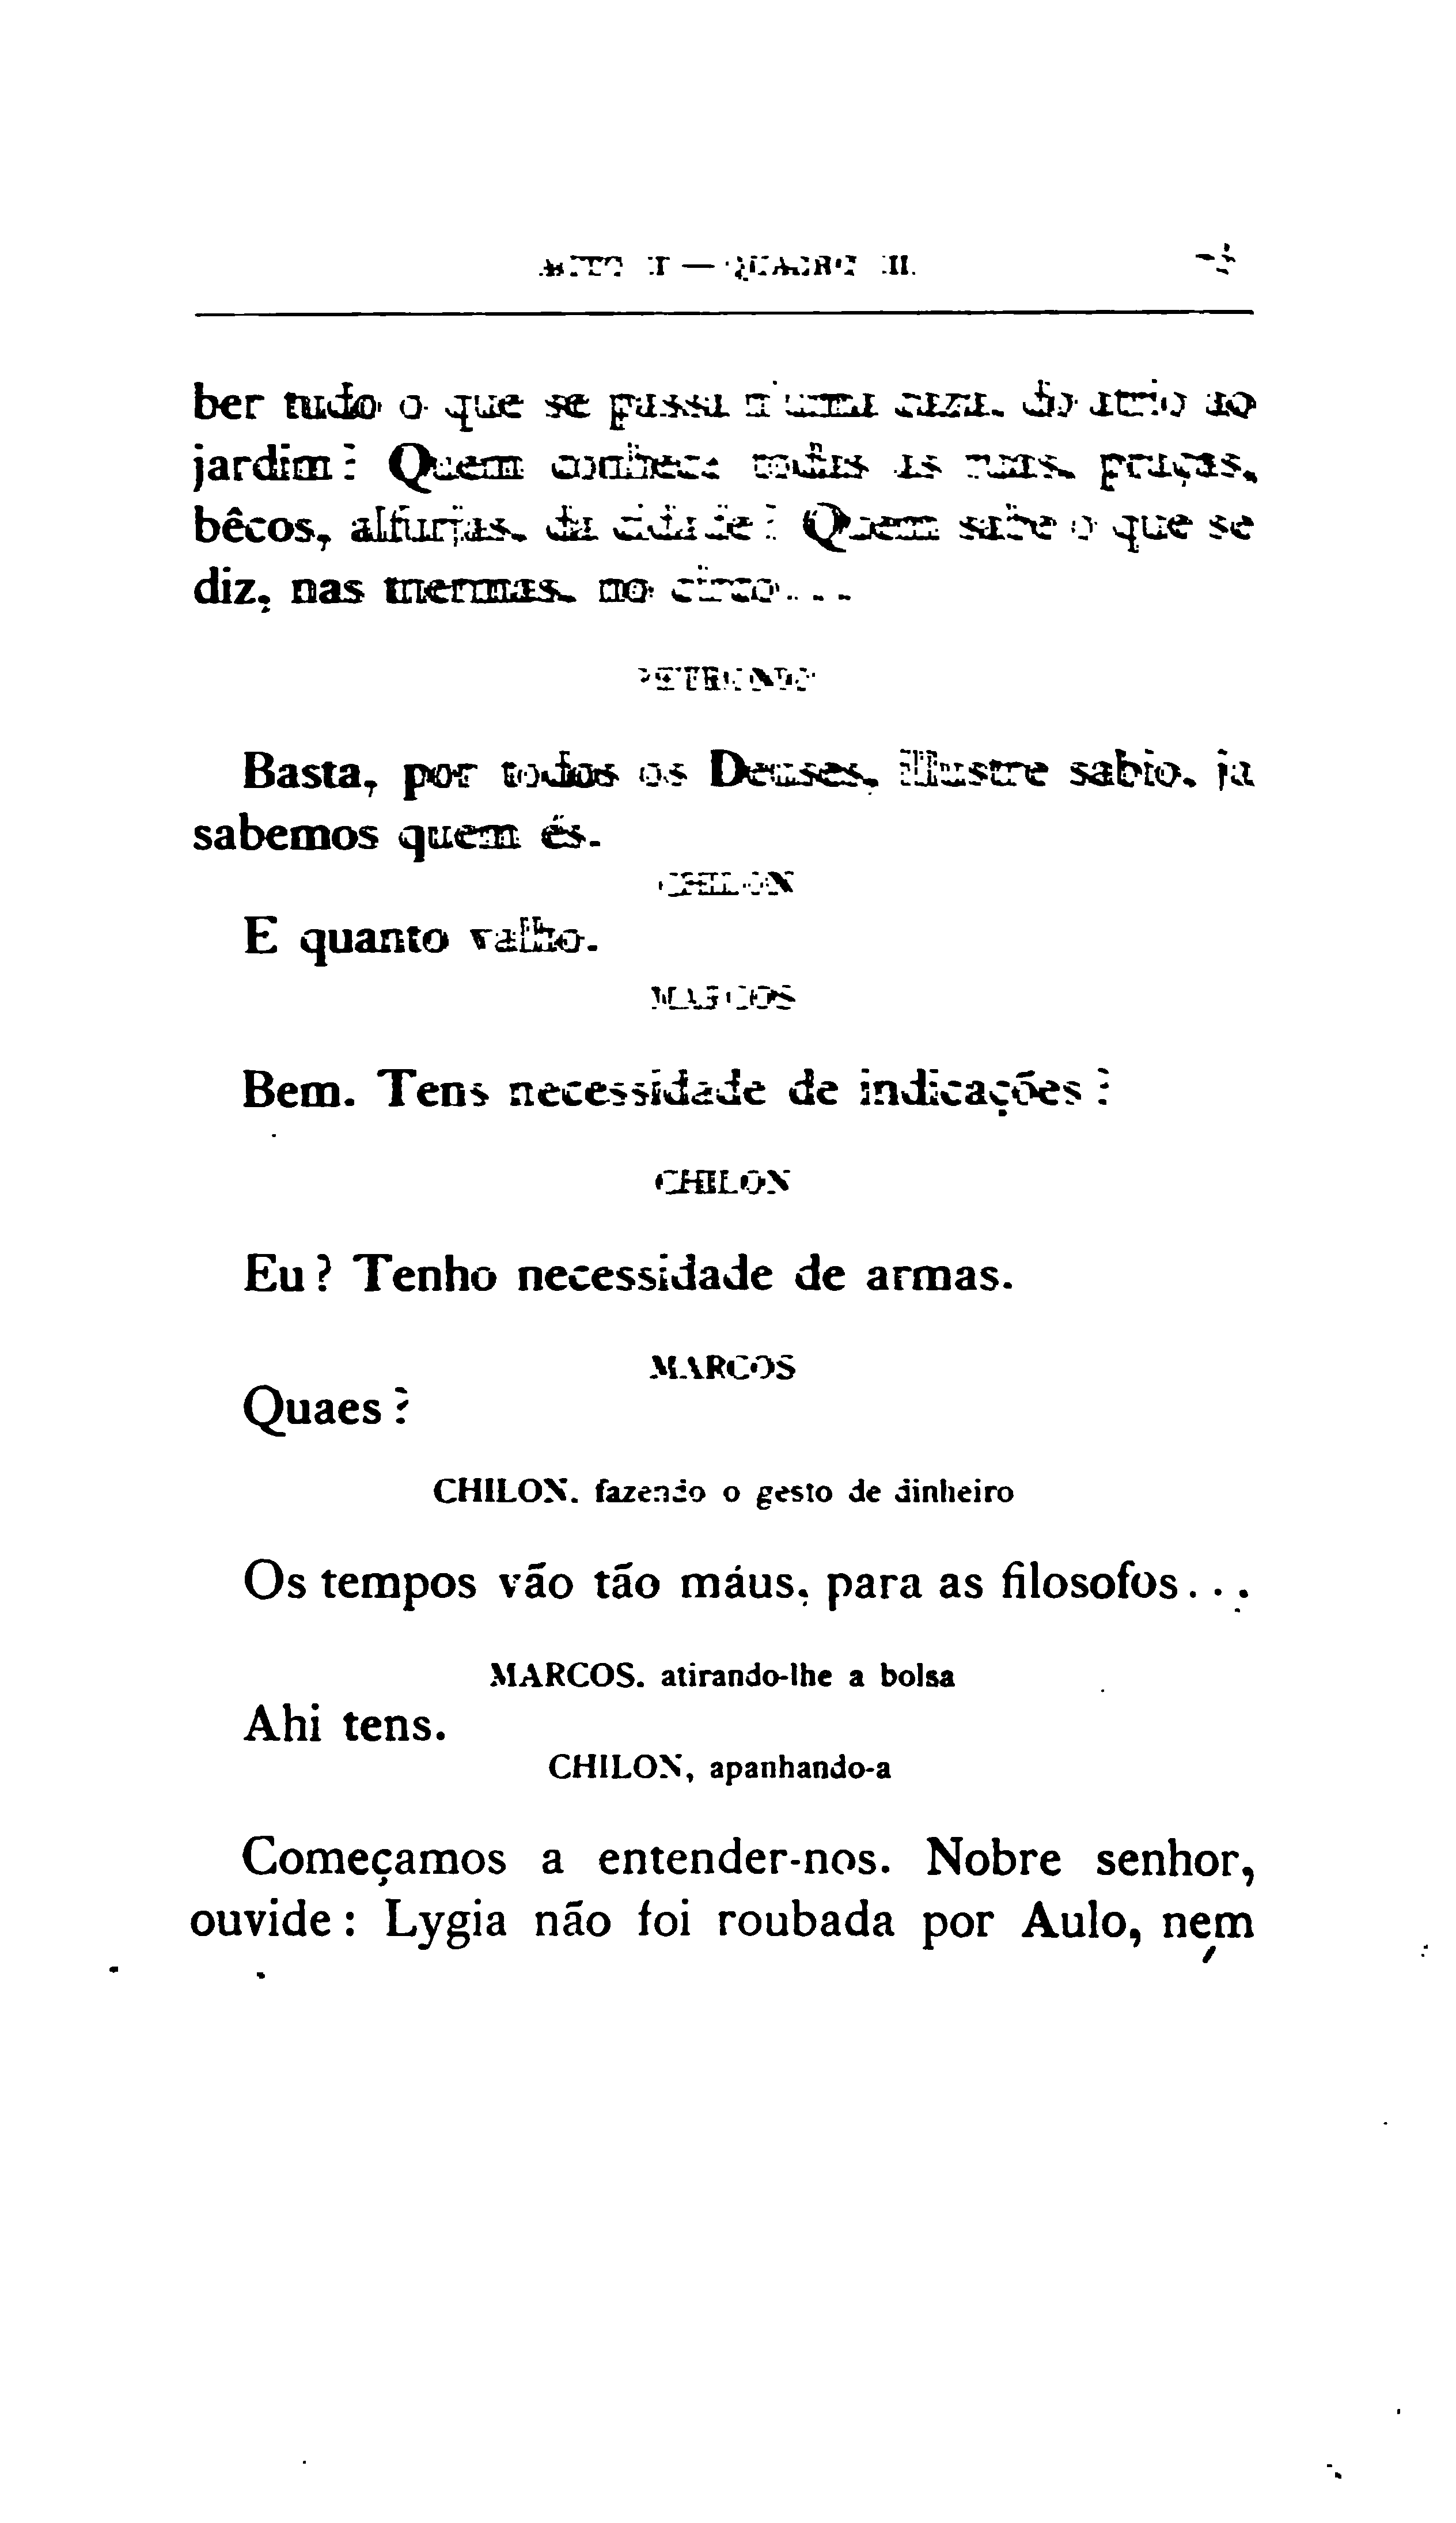 ACTO II — QUADRO III.
ber tudo o que se passa n'uma caza, do atrio ao
jardim? Quem conhece todas as ruas, praças,
bêcos, alfurjas, da cidade? Quem sabe o que se
diz, nas thermas, no circo...
PETRONIO
Basta, por todos os Deuses, illustre sabio, ja
sabemos quem és.
CHILON
E quanto valho.
MARCOS
Bem. Tens necessidade de indicações?
CHILON
Eu? Tenho necessidade de armas.
MARCOS
Quaes?
CHILON, fazendo o gesto de dinheiro
Os tempos vão tão máus, para as filosofos...
MARCOS, atirando-lhe a bolsa
Ahi tens.
CHILON, apanhando-a
Começamos a entender-nos. Nobre senhor,
ouvide: Lygia não foi roubada por Aulo, nem